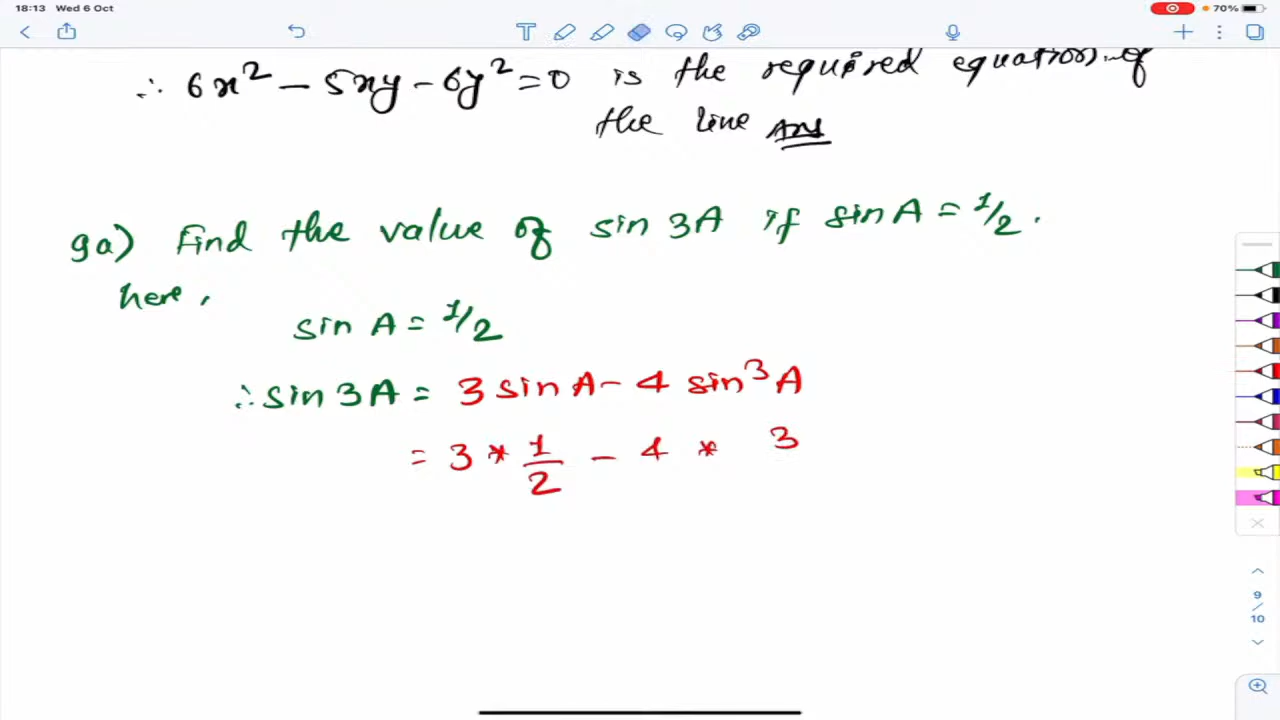 18:13 Wed 6 Oct
70%
∴ 6x² - 5xy - 6y² = 0 is the required equation of
the line Ans
9a) Find the value of sin 3A if sin A = 1/2.
here,
sin A = 1/2
∴ sin 3A = 3 sin A - 4 sin³A
= 3 * 1/2 - 4 * 3
9
/
10